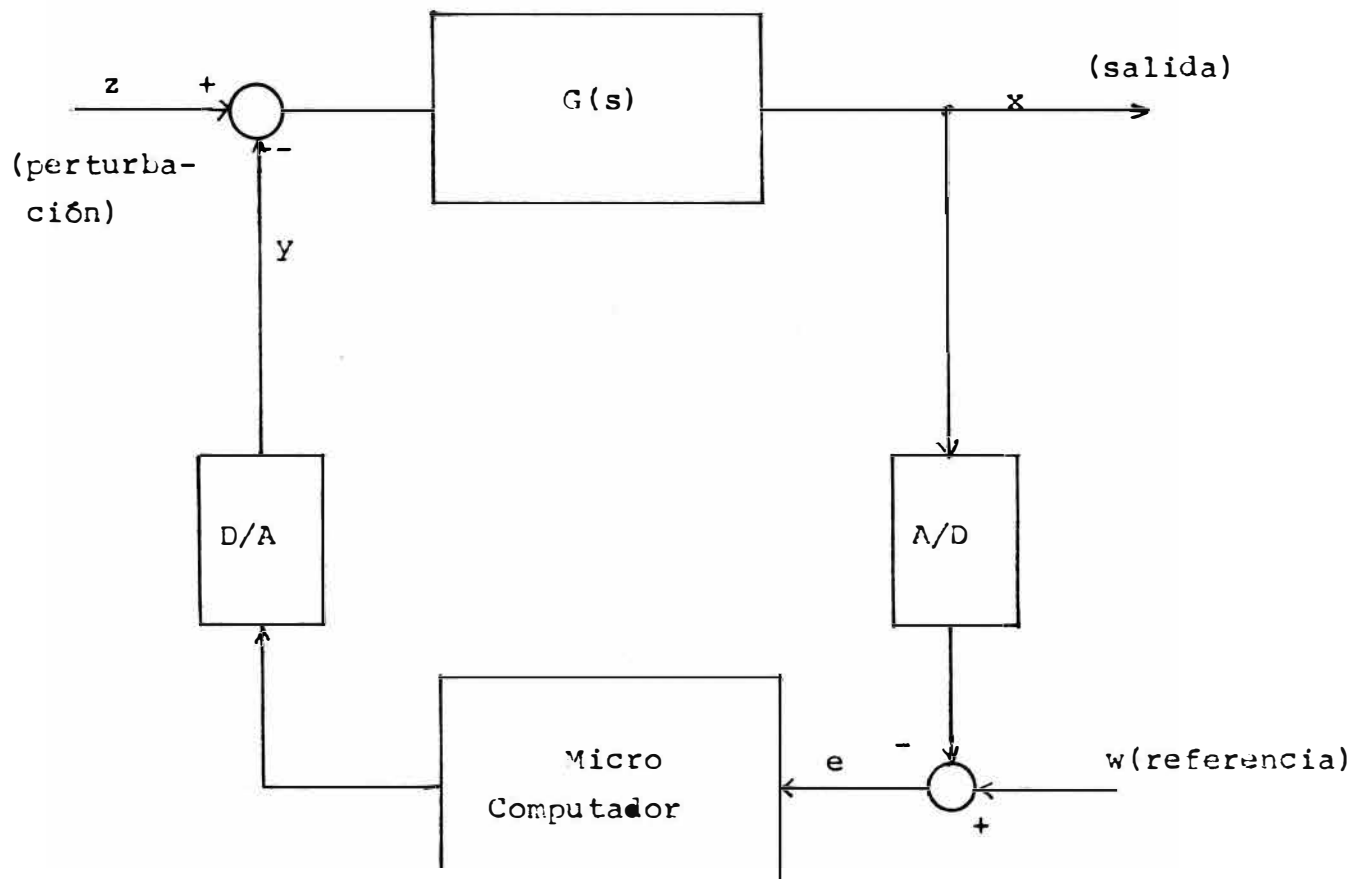 (salida)
z
+
G(s)
x
--
(perturba-
ción)
y
D/A
A/D
-
Micro
e
w(referencia)
Computador
+